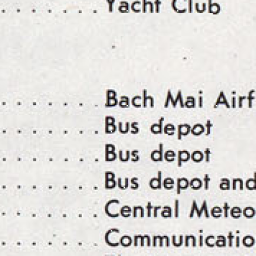 . . . . . . . Yacht Club
. . . . . . . Bach Mai Airf
. . . . . . . Bus depot
. . . . . . . Bus depot
. . . . . . . Bus depot and
. . . . . . . Central Meteo
. . . . . . . Communicatio